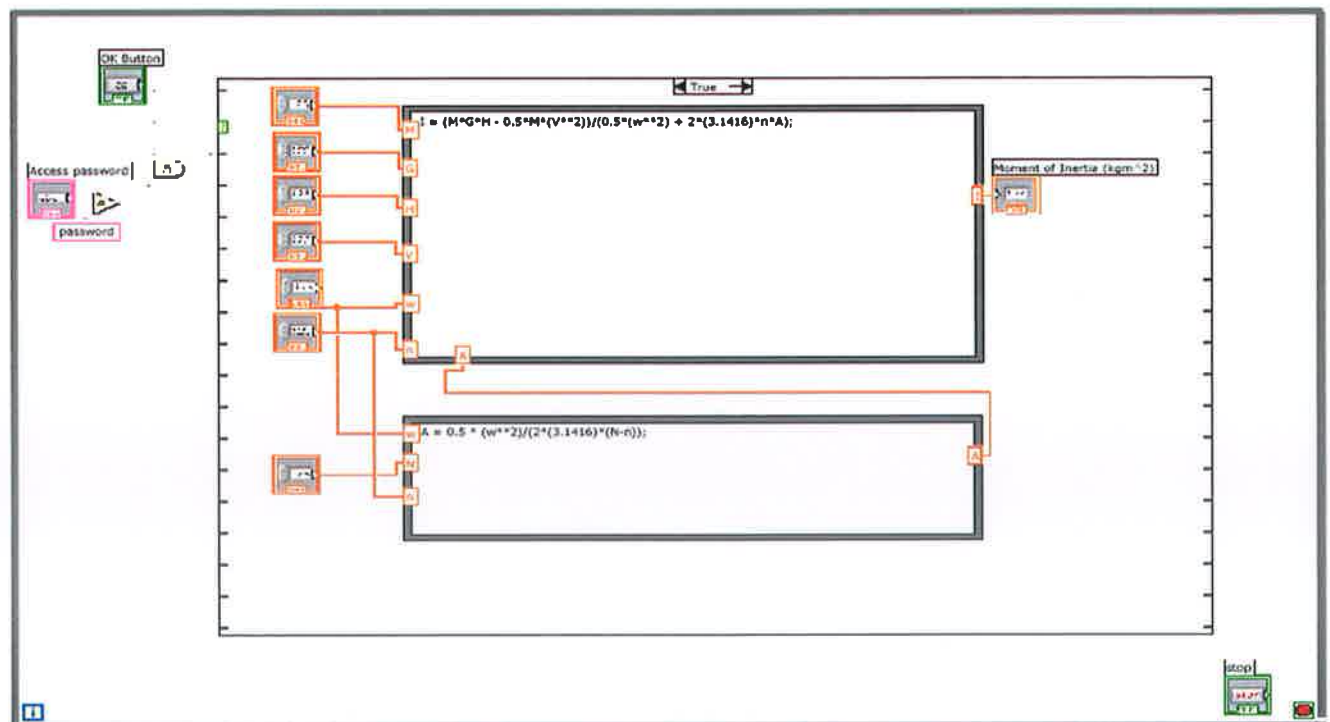 OK Button
True
M
I = (M*G*H - 0.5*M*(V**2))/(0.5*(w**2) + 2*(3.1416)*n*A);
G
Access password
Moment of Inertia (kgm^2)
H
password
V
w
n
A
w
A = 0.5 * (w**2)/(2*(3.1416)*(N-n));
N
A
n
stop
i